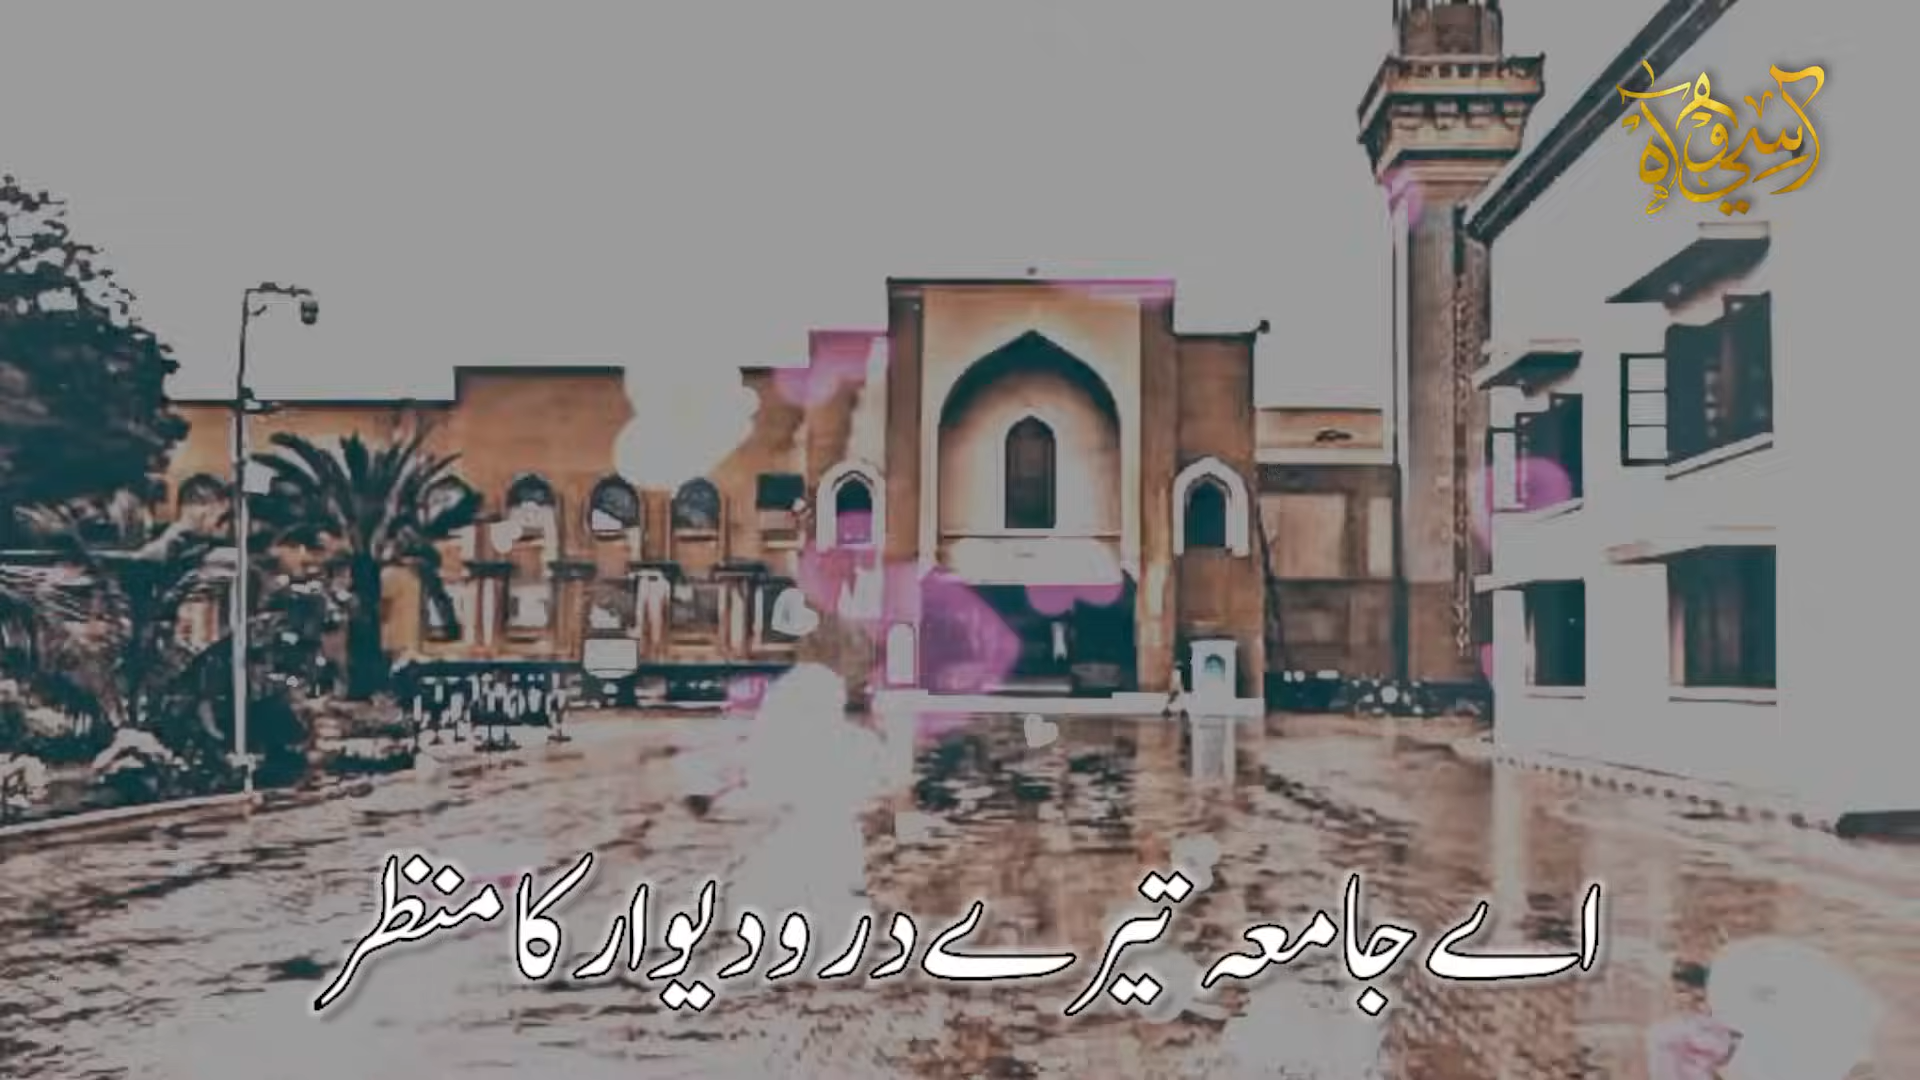 اے جامعہ تیرے در و دیوار کا منظر